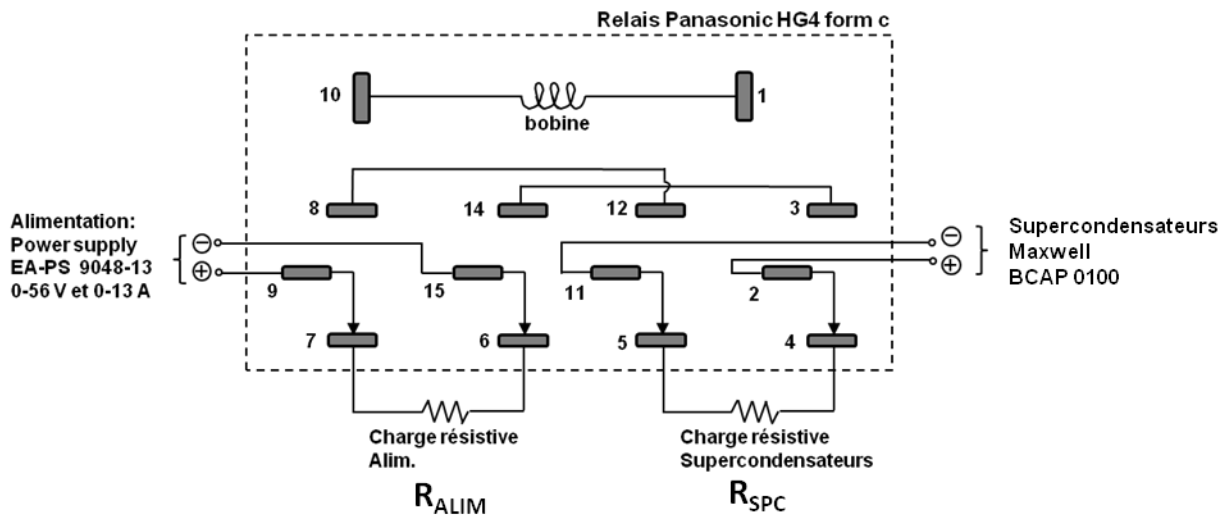 Relais Panasonic HG4 form c
10
1
bobine
8
14
12
3
Alimentation:
Power supply
EA-PS 9048-13
0-56 V et 0-13 A
−
+
9
15
11
2
−
+
Supercondensateurs
Maxwell
BCAP 0100
7
6
5
4
Charge résistive
Alim.
Charge résistive
Supercondensateurs
RALIM
RSPC